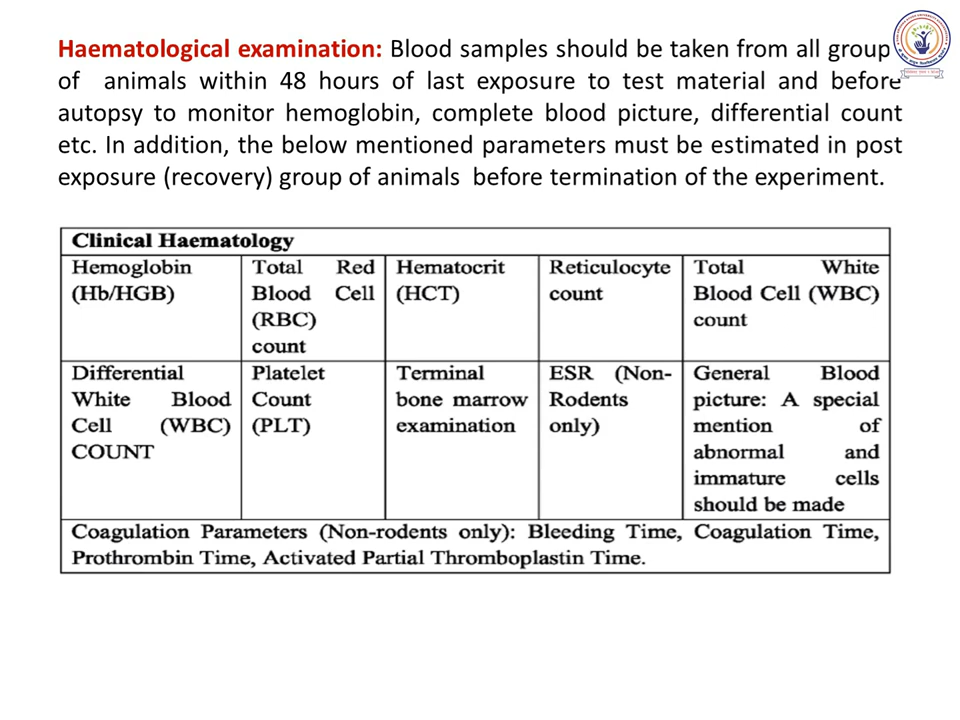 Haematological examination: Blood samples should be taken from all group
of animals within 48 hours of last exposure to test material and before
autopsy to monitor hemoglobin, complete blood picture, differential count
etc. In addition, the below mentioned parameters must be estimated in post
exposure (recovery) group of animals before termination of the experiment.
Clinical Haematology
Hemoglobin
(Hb/HGB)
Total Red
Blood Cell
(RBC)
count
Hematocrit
(HCT)
Reticulocyte
count
Total White
Blood Cell (WBC)
count
Differential
White Blood
Cell (WBC)
COUNT
Platelet
Count
(PLT)
Terminal
bone marrow
examination
ESR (Non-
Rodents
only)
General Blood
picture: A special
mention of
abnormal and
immature cells
should be made
Coagulation Parameters (Non-rodents only): Bleeding Time, Coagulation Time,
Prothrombin Time, Activated Partial Thromboplastin Time.